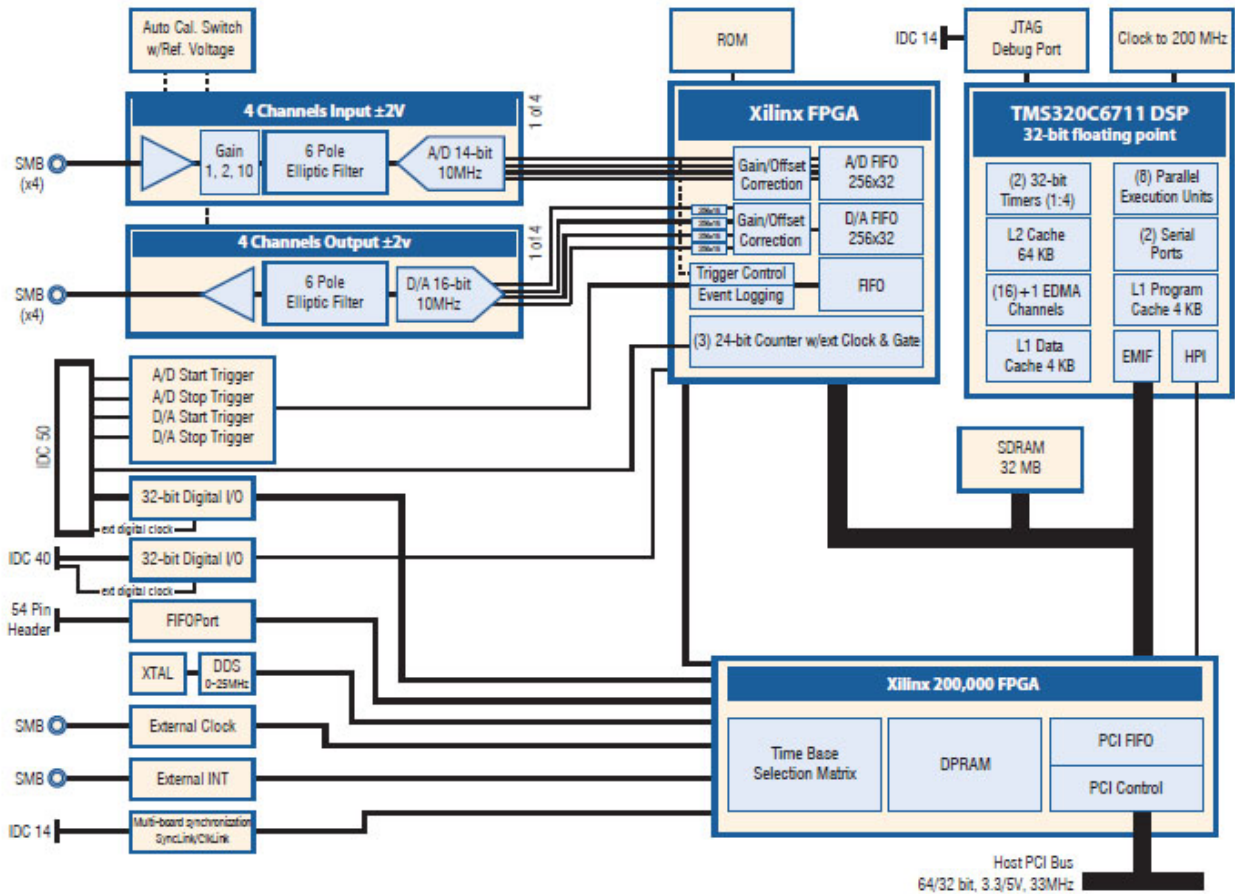 Auto Cal. Switch
w/Ref. Voltage
ROM
IDC 14
JTAG
Debug Port
Clock to 200 MHz
4 Channels Input ±2V
1 of 4
SMB
(x4)
Gain
1, 2, 10
6 Pole
Elliptic Filter
A/D 14-bit
10MHz
4 Channels Output ±2v
1 of 4
SMB
(x4)
6 Pole
Elliptic Filter
D/A 16-bit
10MHz
Xilinx FPGA
Gain/Offset
Correction
A/D FIFO
256x32
256x16
256x16
256x16
256x16
Gain/Offset
Correction
D/A FIFO
256x32
Trigger Control
Event Logging
FIFO
(3) 24-bit Counter w/ext Clock & Gate
TMS320C6711 DSP
32-bit floating point
(2) 32-bit
Timers (1:4)
(8) Parallel
Execution Units
L2 Cache
64 KB
(2) Serial
Ports
(16)+1 EDMA
Channels
L1 Program
Cache 4 KB
L1 Data
Cache 4 KB
EMIF
HPI
IDC 50
A/D Start Trigger
A/D Stop Trigger
D/A Start Trigger
D/A Stop Trigger
SDRAM
32 MB
32-bit Digital I/O
ext digital clock
IDC 40
32-bit Digital I/O
ext digital clock
54 Pin
Header
FIFOPort
XTAL
DDS
0-25MHz
SMB
External Clock
SMB
External INT
IDC 14
Multi-board synchronization
SyncLink/ClkLink
Xilinx 200,000 FPGA
Time Base
Selection Matrix
DPRAM
PCI FIFO
PCI Control
Host PCI Bus
64/32 bit, 3.3/5V, 33MHz